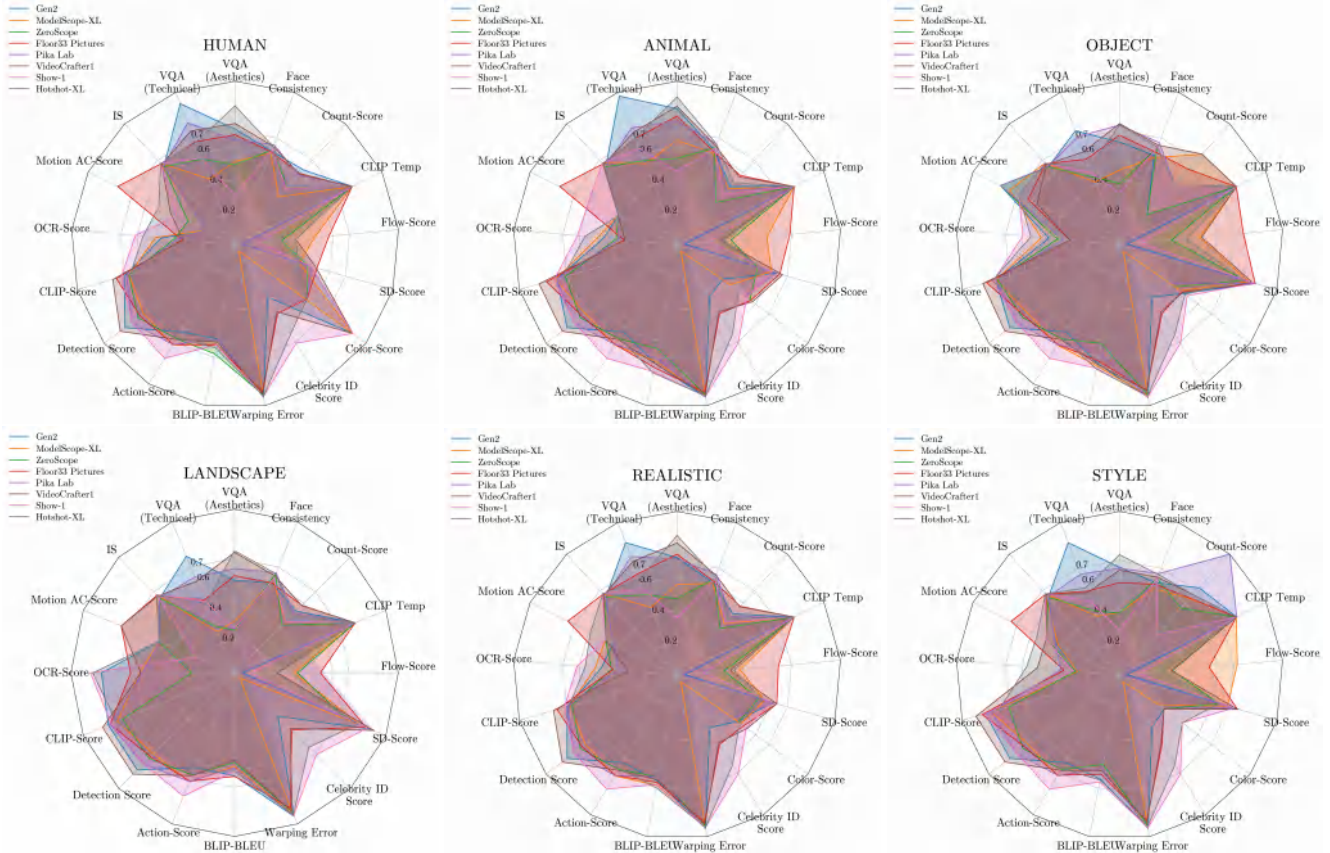 Gen2
ModelScope-XL
ZeroScope
Floor33 Pictures
Pika Lab
VideoCrafter1
Show-1
Hotshot-XL
HUMAN
VQA
(Aesthetics)
VQA
(Technical)
Face
Consistency
IS
Count-Score
Motion AC-Score
CLIP Temp
OCR-Score
Flow-Score
CLIP-Score
SD-Score
Detection Score
Color-Score
Action-Score
Celebrity ID
Score
BLIP-BLEU
Warping Error
0.7
0.6
0.4
0.2
Gen2
ModelScope-XL
ZeroScope
Floor33 Pictures
Pika Lab
VideoCrafter1
Show-1
Hotshot-XL
ANIMAL
VQA
(Aesthetics)
VQA
(Technical)
Face
Consistency
IS
Count-Score
Motion AC-Score
CLIP Temp
OCR-Score
Flow-Score
CLIP-Score
SD-Score
Detection Score
Color-Score
Action-Score
Celebrity ID
Score
BLIP-BLEU
Warping Error
0.7
0.6
0.4
0.2
Gen2
ModelScope-XL
ZeroScope
Floor33 Pictures
Pika Lab
VideoCrafter1
Show-1
Hotshot-XL
OBJECT
VQA
(Aesthetics)
VQA
(Technical)
Face
Consistency
IS
Count-Score
Motion AC-Score
CLIP Temp
OCR-Score
Flow-Score
CLIP-Score
SD-Score
Detection Score
Color-Score
Action-Score
Celebrity ID
Score
BLIP-BLEU
Warping Error
0.7
0.6
0.4
0.2
Gen2
ModelScope-XL
ZeroScope
Floor33 Pictures
Pika Lab
VideoCrafter1
Show-1
Hotshot-XL
LANDSCAPE
VQA
(Aesthetics)
VQA
(Technical)
Face
Consistency
IS
Count-Score
Motion AC-Score
CLIP Temp
OCR-Score
Flow-Score
CLIP-Score
SD-Score
Detection Score
Celebrity ID
Score
Action-Score
Warping Error
BLIP-BLEU
0.7
0.6
0.4
0.2
Gen2
ModelScope-XL
ZeroScope
Floor33 Pictures
Pika Lab
VideoCrafter1
Show-1
Hotshot-XL
REALISTIC
VQA
(Aesthetics)
VQA
(Technical)
Face
Consistency
IS
Count-Score
Motion AC-Score
CLIP Temp
OCR-Score
Flow-Score
CLIP-Score
SD-Score
Detection Score
Color-Score
Action-Score
Celebrity ID
Score
BLIP-BLEU
Warping Error
0.7
0.6
0.4
0.2
Gen2
ModelScope-XL
ZeroScope
Floor33 Pictures
Pika Lab
VideoCrafter1
Show-1
Hotshot-XL
STYLE
VQA
(Aesthetics)
VQA
(Technical)
Face
Consistency
IS
Count-Score
Motion AC-Score
CLIP Temp
OCR-Score
Flow-Score
CLIP-Score
SD-Score
Detection Score
Color-Score
Action-Score
Celebrity ID
Score
BLIP-BLEU
Warping Error
0.7
0.6
0.4
0.2